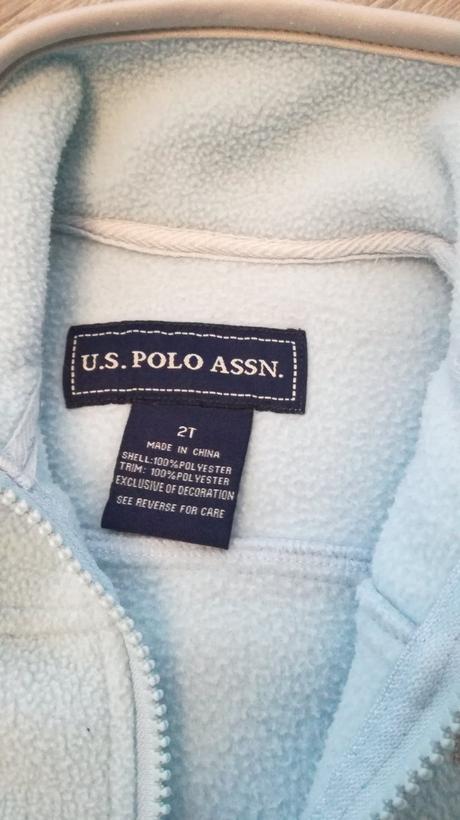 U.S. POLO ASSN.
2T
MADE IN CHINA
SHELL:100%POLYESTER
TRIM: 100%POLYESTER
EXCLUSIVE OF DECORATION
SEE REVERSE FOR CARE